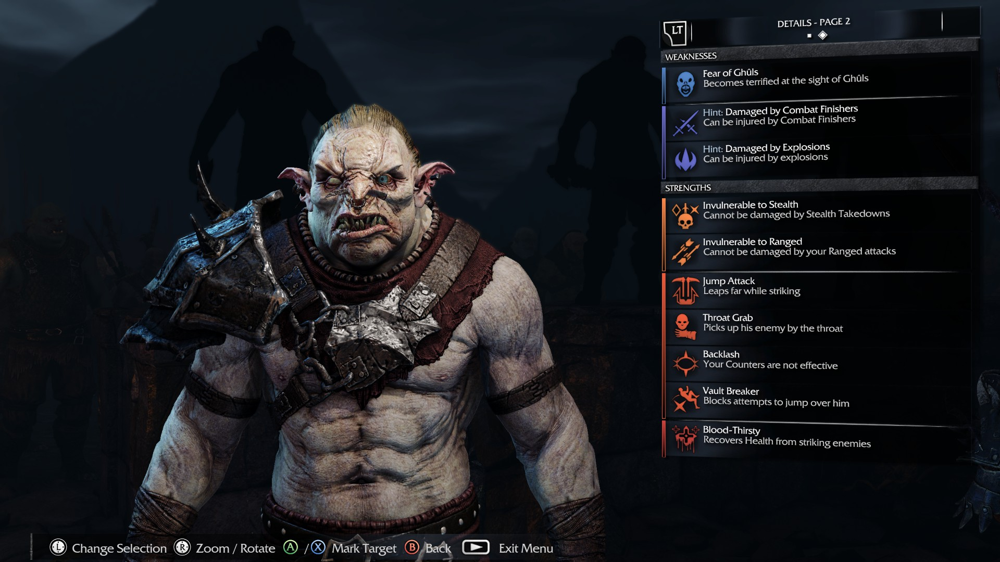 LT
DETAILS - PAGE 2
WEAKNESSES
Fear of Ghûls
Becomes terrified at the sight of Ghûls
Hint: Damaged by Combat Finishers
Can be injured by Combat Finishers
Hint: Damaged by Explosions
Can be injured by explosions
STRENGTHS
Invulnerable to Stealth
Cannot be damaged by Stealth Takedowns
Invulnerable to Ranged
Cannot be damaged by your Ranged attacks
Jump Attack
Leaps far while striking
Throat Grab
Picks up his enemy by the throat
Backlash
Your Counters are not effective
Vault Breaker
Blocks attempts to jump over him
Blood-Thirsty
Recovers Health from striking enemies
L Change Selection R Zoom / Rotate A / X Mark Target B Back Exit Menu